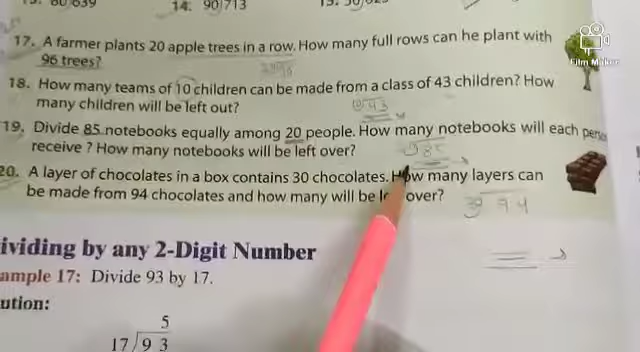 14. 90)713
17. A farmer plants 20 apple trees in a row. How many full rows can he plant with
96 trees?
Film Maker
18. How many teams of 10 children can be made from a class of 43 children? How
many children will be left out?
19. Divide 85 notebooks equally among 20 people. How many notebooks will each
receive ? How many notebooks will be left over?
20. A layer of chocolates in a box contains 30 chocolates. How many layers can
be made from 94 chocolates and how many will be over?
30 94
ividing by any 2-Digit Number
ample 17: Divide 93 by 17.
ution:
5
17)9 3